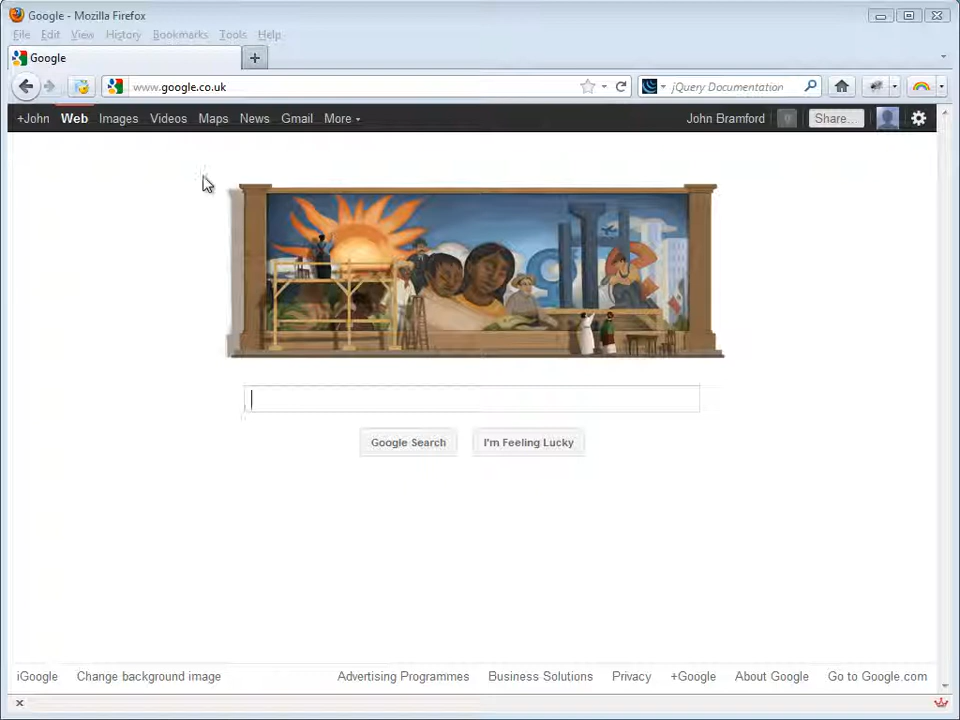 Google - Mozilla Firefox
File Edit View History Bookmarks Tools Help
Google
www.google.co.uk jQuery Documentation
+John Web Images Videos Maps News Gmail More John Bramford 0 Share...
Google Search I'm Feeling Lucky
iGoogle Change background image Advertising Programmes Business Solutions Privacy +Google About Google Go to Google.com